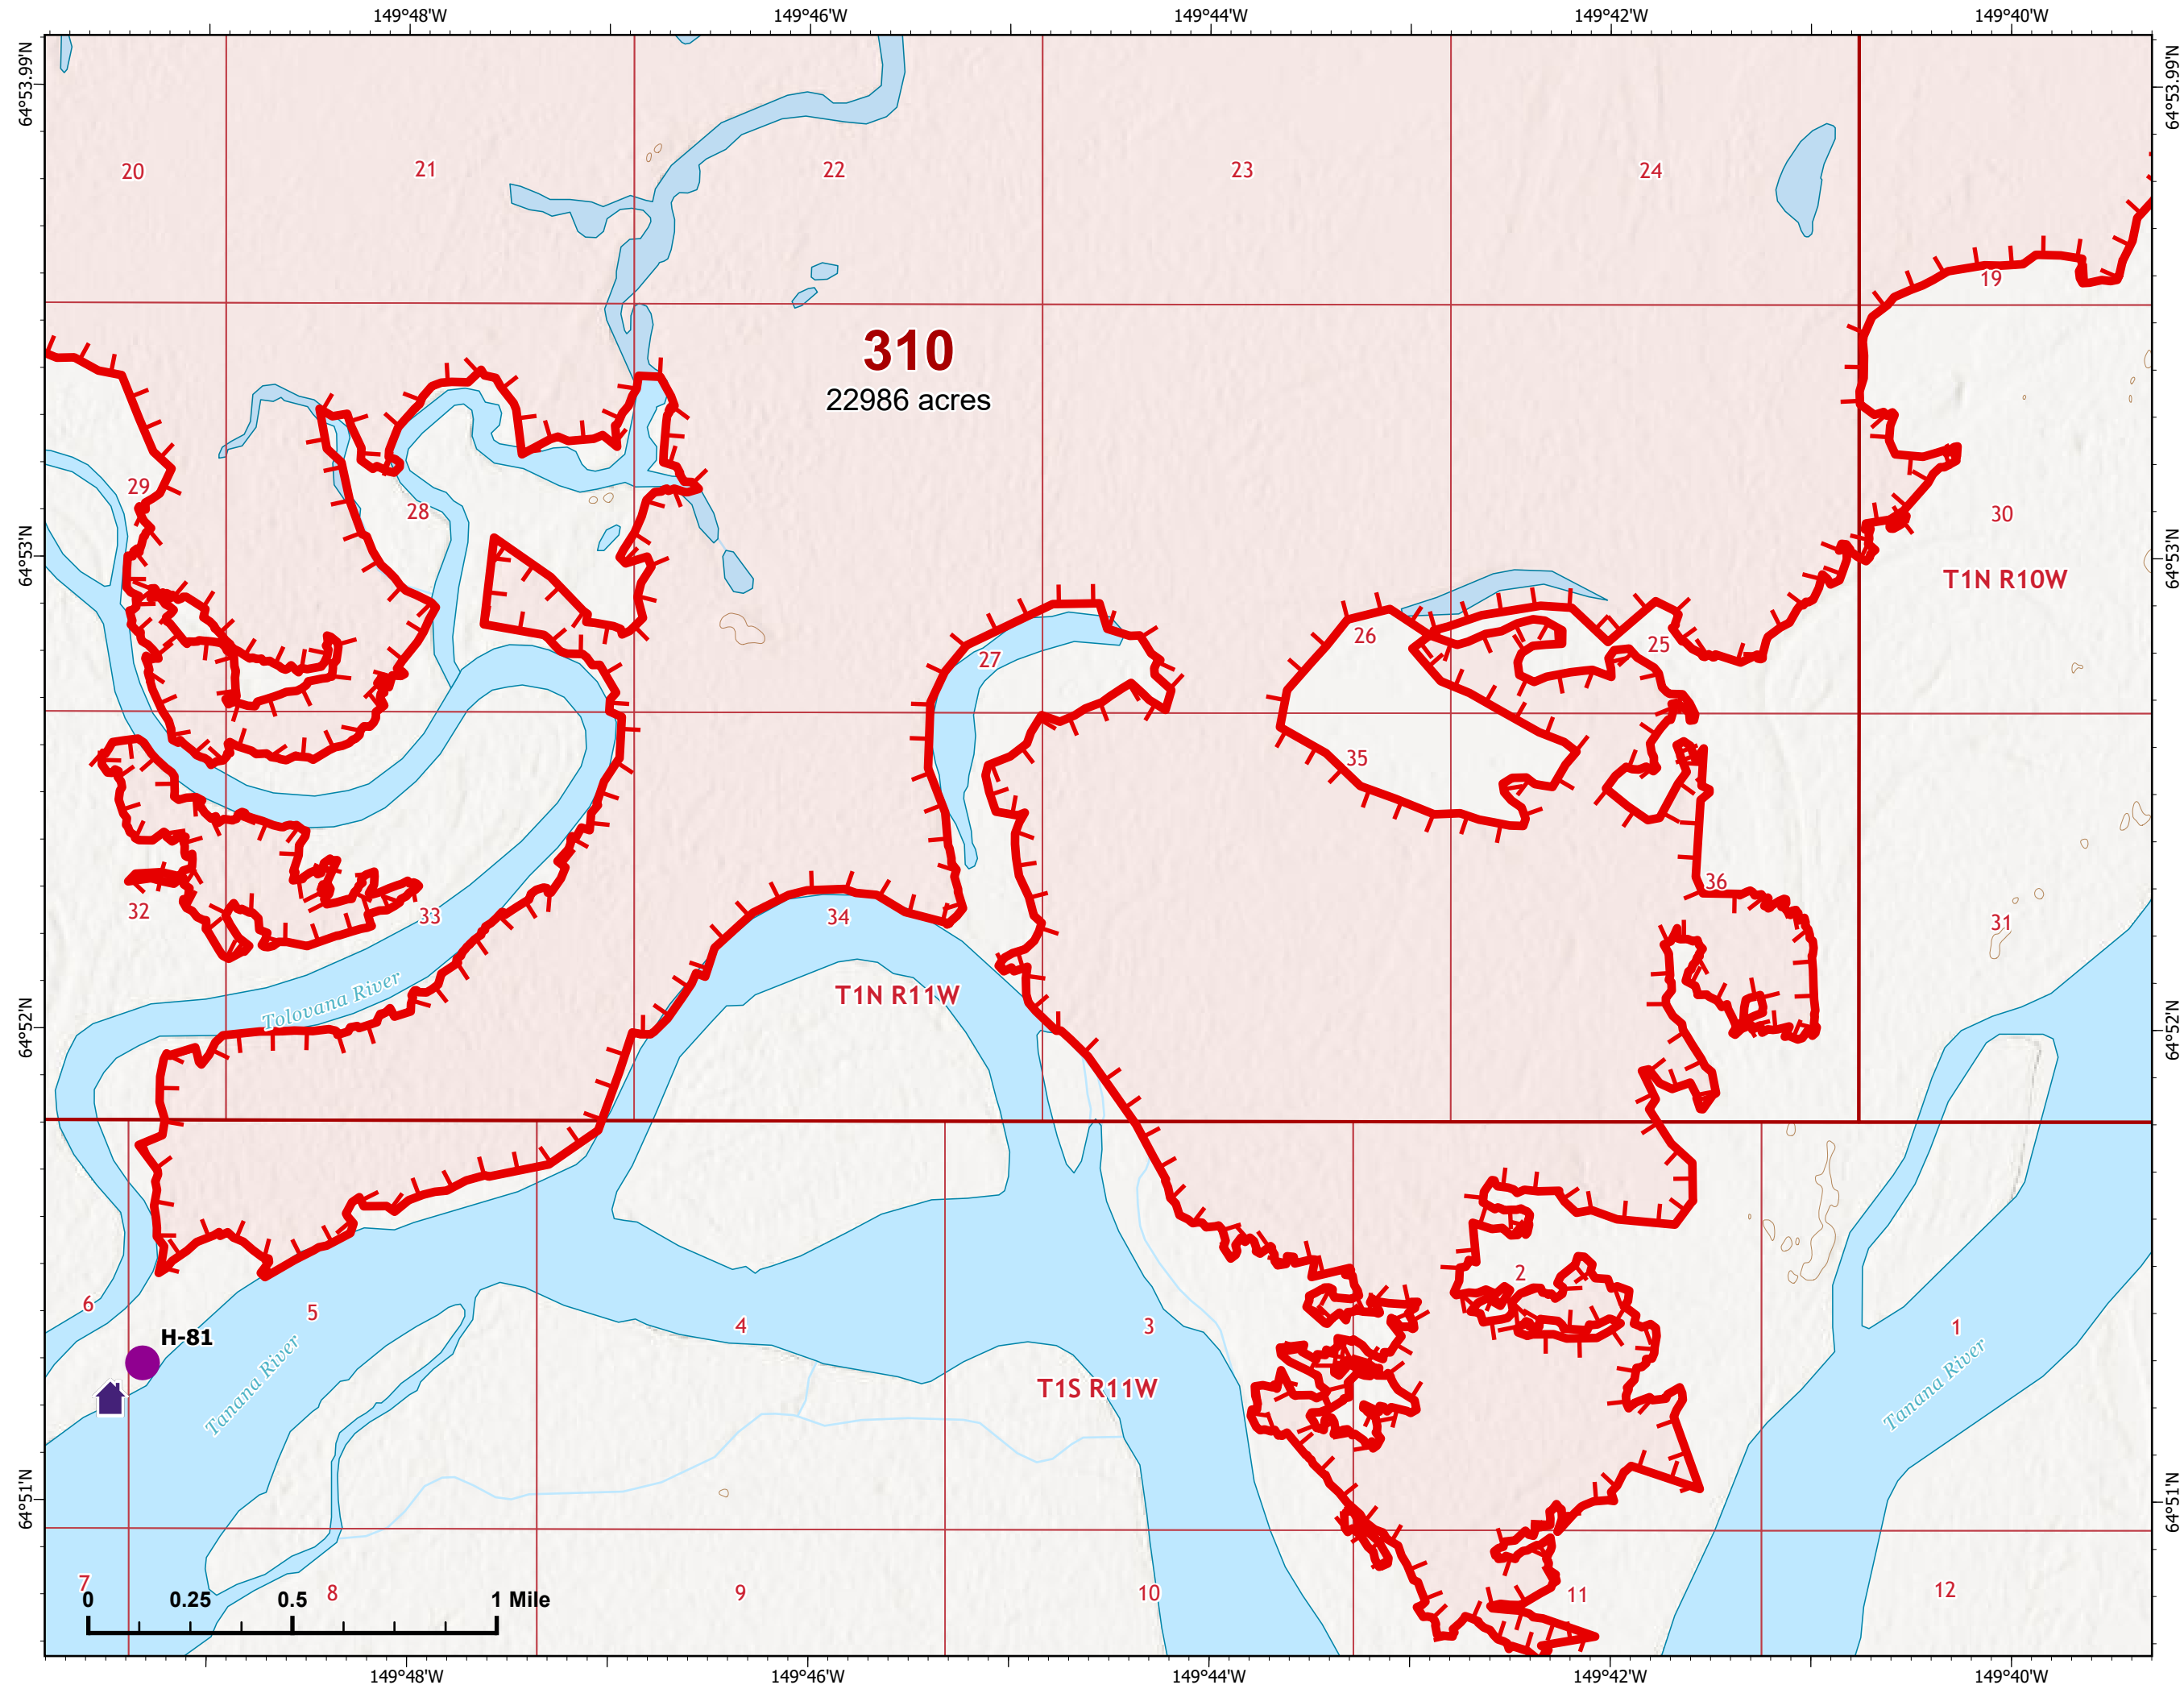 149°48'W 149°46'W 149°44'W 149°42'W 149°40'W
64°53.99'N 64°53.99'N
20 21 22 23 24
19
310
22986 acres
29 28 30
64°53'N 64°53'N
T1N R10W
26 25
27
35
36
32 33 34 31
Tolovana River
T1N R11W
64°52'N 64°52'N
2
6 5 4 3 1
H-81
Tanana River
T1S R11W
Tanana River
64°51'N 64°51'N
7 8 9 10 11 12
0 0.25 0.5 1 Mile
149°48'W 149°46'W 149°44'W 149°42'W 149°40'W